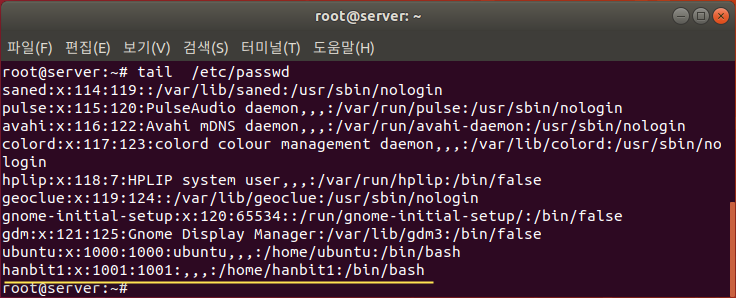 root@server: ~
파일(F) 편집(E) 보기(V) 검색(S) 터미널(T) 도움말(H)
root@server:~# tail  /etc/passwd
saned:x:114:119::/var/lib/saned:/usr/sbin/nologin
pulse:x:115:120:PulseAudio daemon,,,:/var/run/pulse:/usr/sbin/nologin
avahi:x:116:122:Avahi mDNS daemon,,,:/var/run/avahi-daemon:/usr/sbin/nologin
colord:x:117:123:colord colour management daemon,,,:/var/lib/colord:/usr/sbin/no
login
hplip:x:118:7:HPLIP system user,,,:/var/run/hplip:/bin/false
geoclue:x:119:124::/var/lib/geoclue:/usr/sbin/nologin
gnome-initial-setup:x:120:65534::/run/gnome-initial-setup/:/bin/false
gdm:x:121:125:Gnome Display Manager:/var/lib/gdm3:/bin/false
ubuntu:x:1000:1000:ubuntu,,,:/home/ubuntu:/bin/bash
hanbit1:x:1001:1001:,,,:/home/hanbit1:/bin/bash
root@server:~#